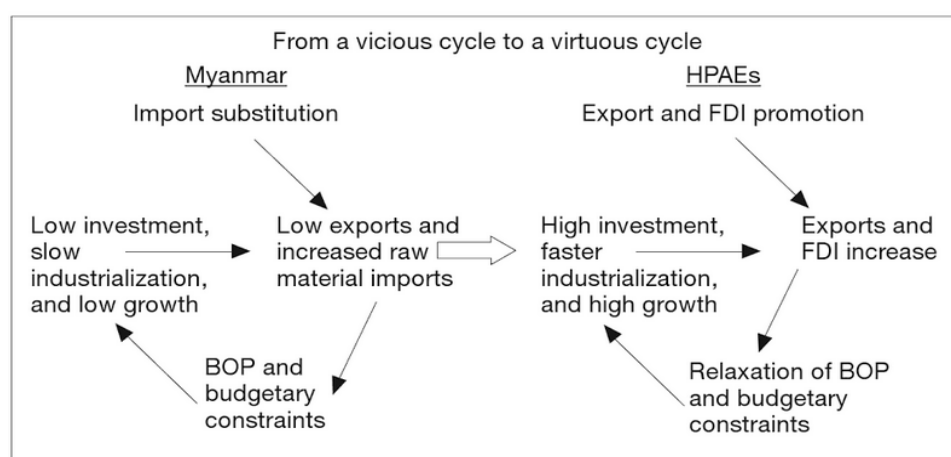 From a vicious cycle to a virtuous cycle
Myanmar
HPAEs
Import substitution
Export and FDI promotion
Low investment,
slow
industrialization,
and low growth
Low exports and
increased raw
material imports
BOP and
budgetary
constraints
High investment,
faster
industrialization,
and high growth
Exports and
FDI increase
Relaxation of BOP
and budgetary
constraints